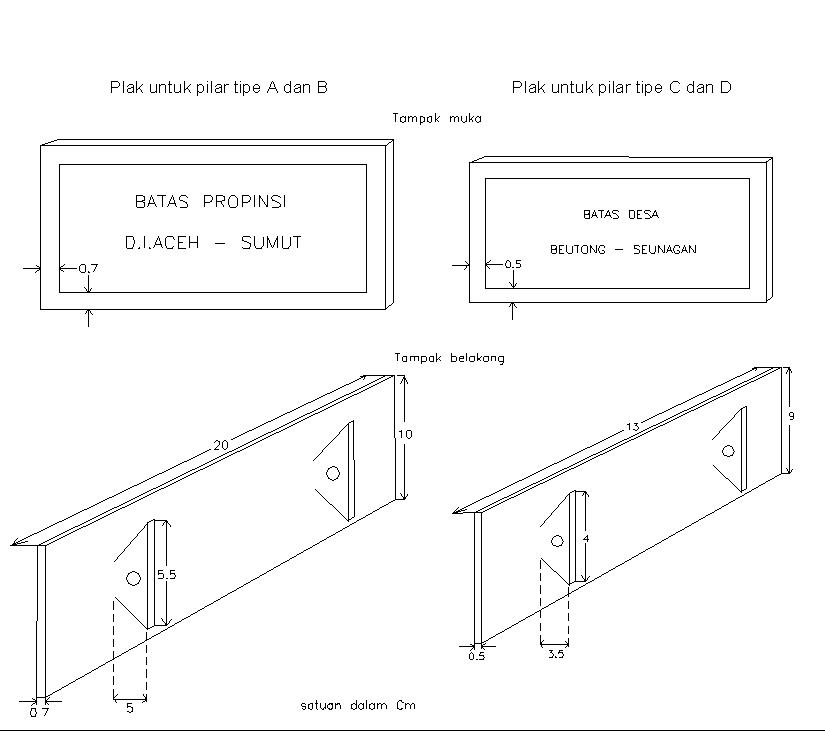 Plak untuk pilar tipe A dan B
Plak untuk pilar tipe C dan D
Tampak muka
BATAS PROPINSI
D.I.ACEH - SUMUT
0.7
BATAS DESA
BEUTONG - SEUNAGAN
0.5
Tampak belakang
20
10
5.5
5
0.7
13
9
4
3.5
0.5
satuan dalam Cm